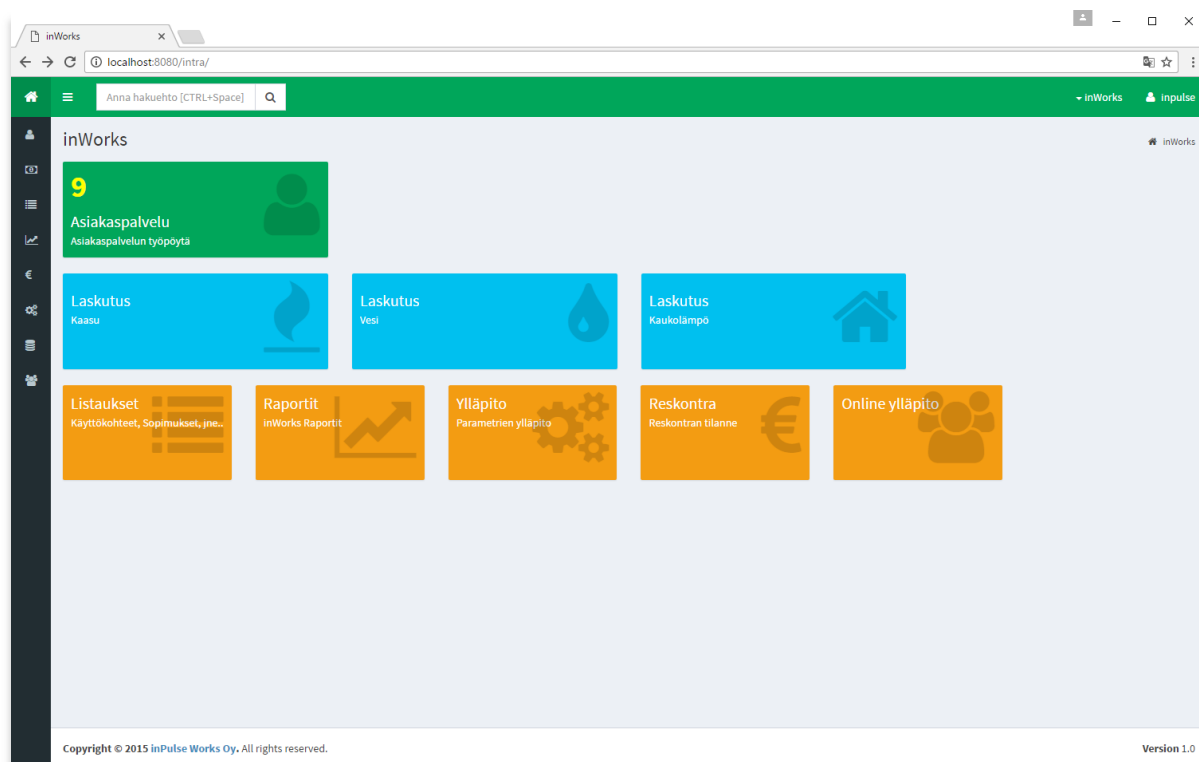 inWorks
localhost:8080/intra/
Anna hakuehto [CTRL+Space]
inWorks
inpulse
inWorks
inWorks
9
Asiakaspalvelu
Asiakaspalvelun työpöytä
Laskutus
Kaasu
Laskutus
Vesi
Laskutus
Kaukolämpö
Listaukset
Käyttökohteet, Sopimukset, jne..
Raportit
inWorks Raportit
Ylläpito
Parametrien ylläpito
Reskontra
Reskontran tilanne
€
Online ylläpito
Copyright © 2015 inPulse Works Oy. All rights reserved.
Version 1.0